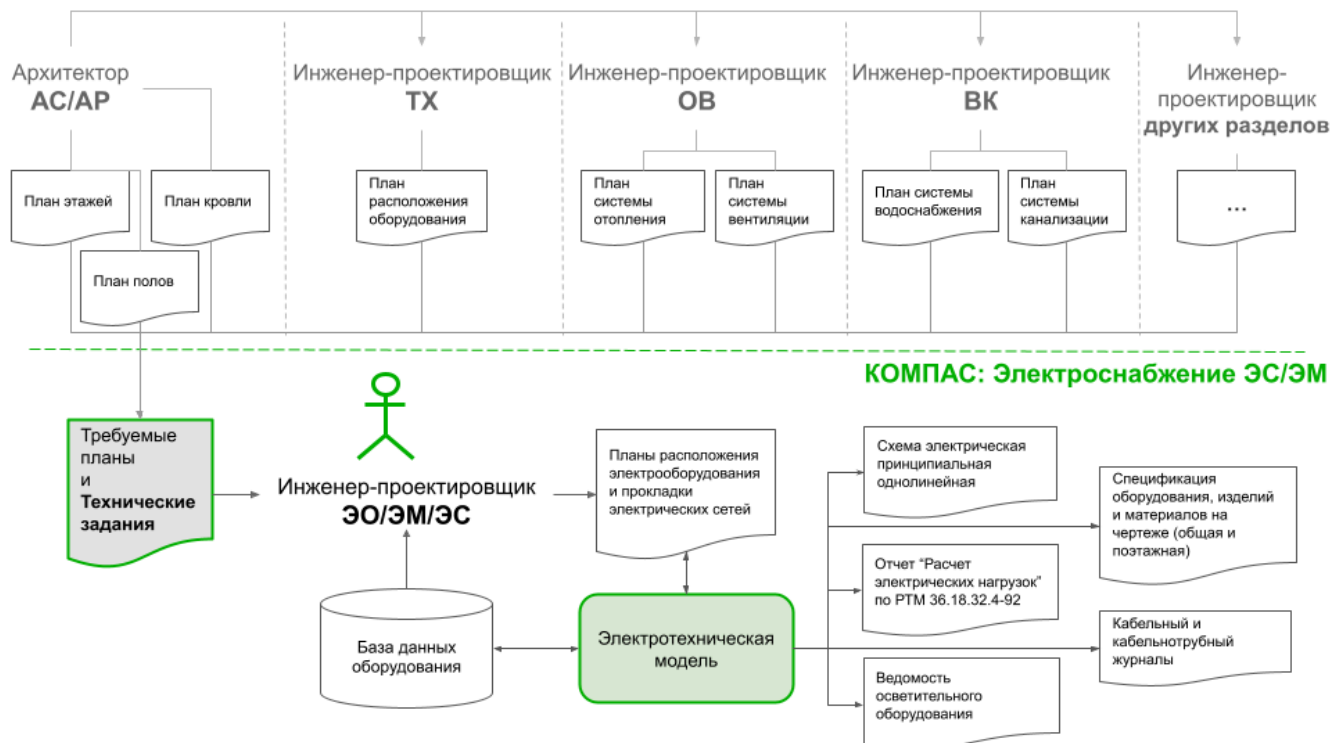 Архитектор
АС/АР
Инженер-проектировщик
ТХ
Инженер-проектировщик
ОВ
Инженер-проектировщик
ВК
Инженер-
проектировщик
других разделов
План этажей
План кровли
План полов
План
расположения
оборудования
План
системы
отопления
План
системы
вентиляции
План системы
водоснабжения
План
системы
канализации
...
КОМПАС: Электроснабжение ЭС/ЭМ
Требуемые
планы
и
Технические
задания
Инженер-проектировщик
ЭО/ЭМ/ЭС
Планы расположения
электрооборудования
и прокладки
электрических сетей
База данных
оборудования
Электротехническая
модель
Схема электрическая
принципиальная
однолинейная
Отчет “Расчет
электрических нагрузок”
по РТМ 36.18.32.4-92
Ведомость
осветительного
оборудования
Спецификация
оборудования, изделий
и материалов на
чертеже (общая и
поэтажная)
Кабельный и
кабельнотрубный
журналы